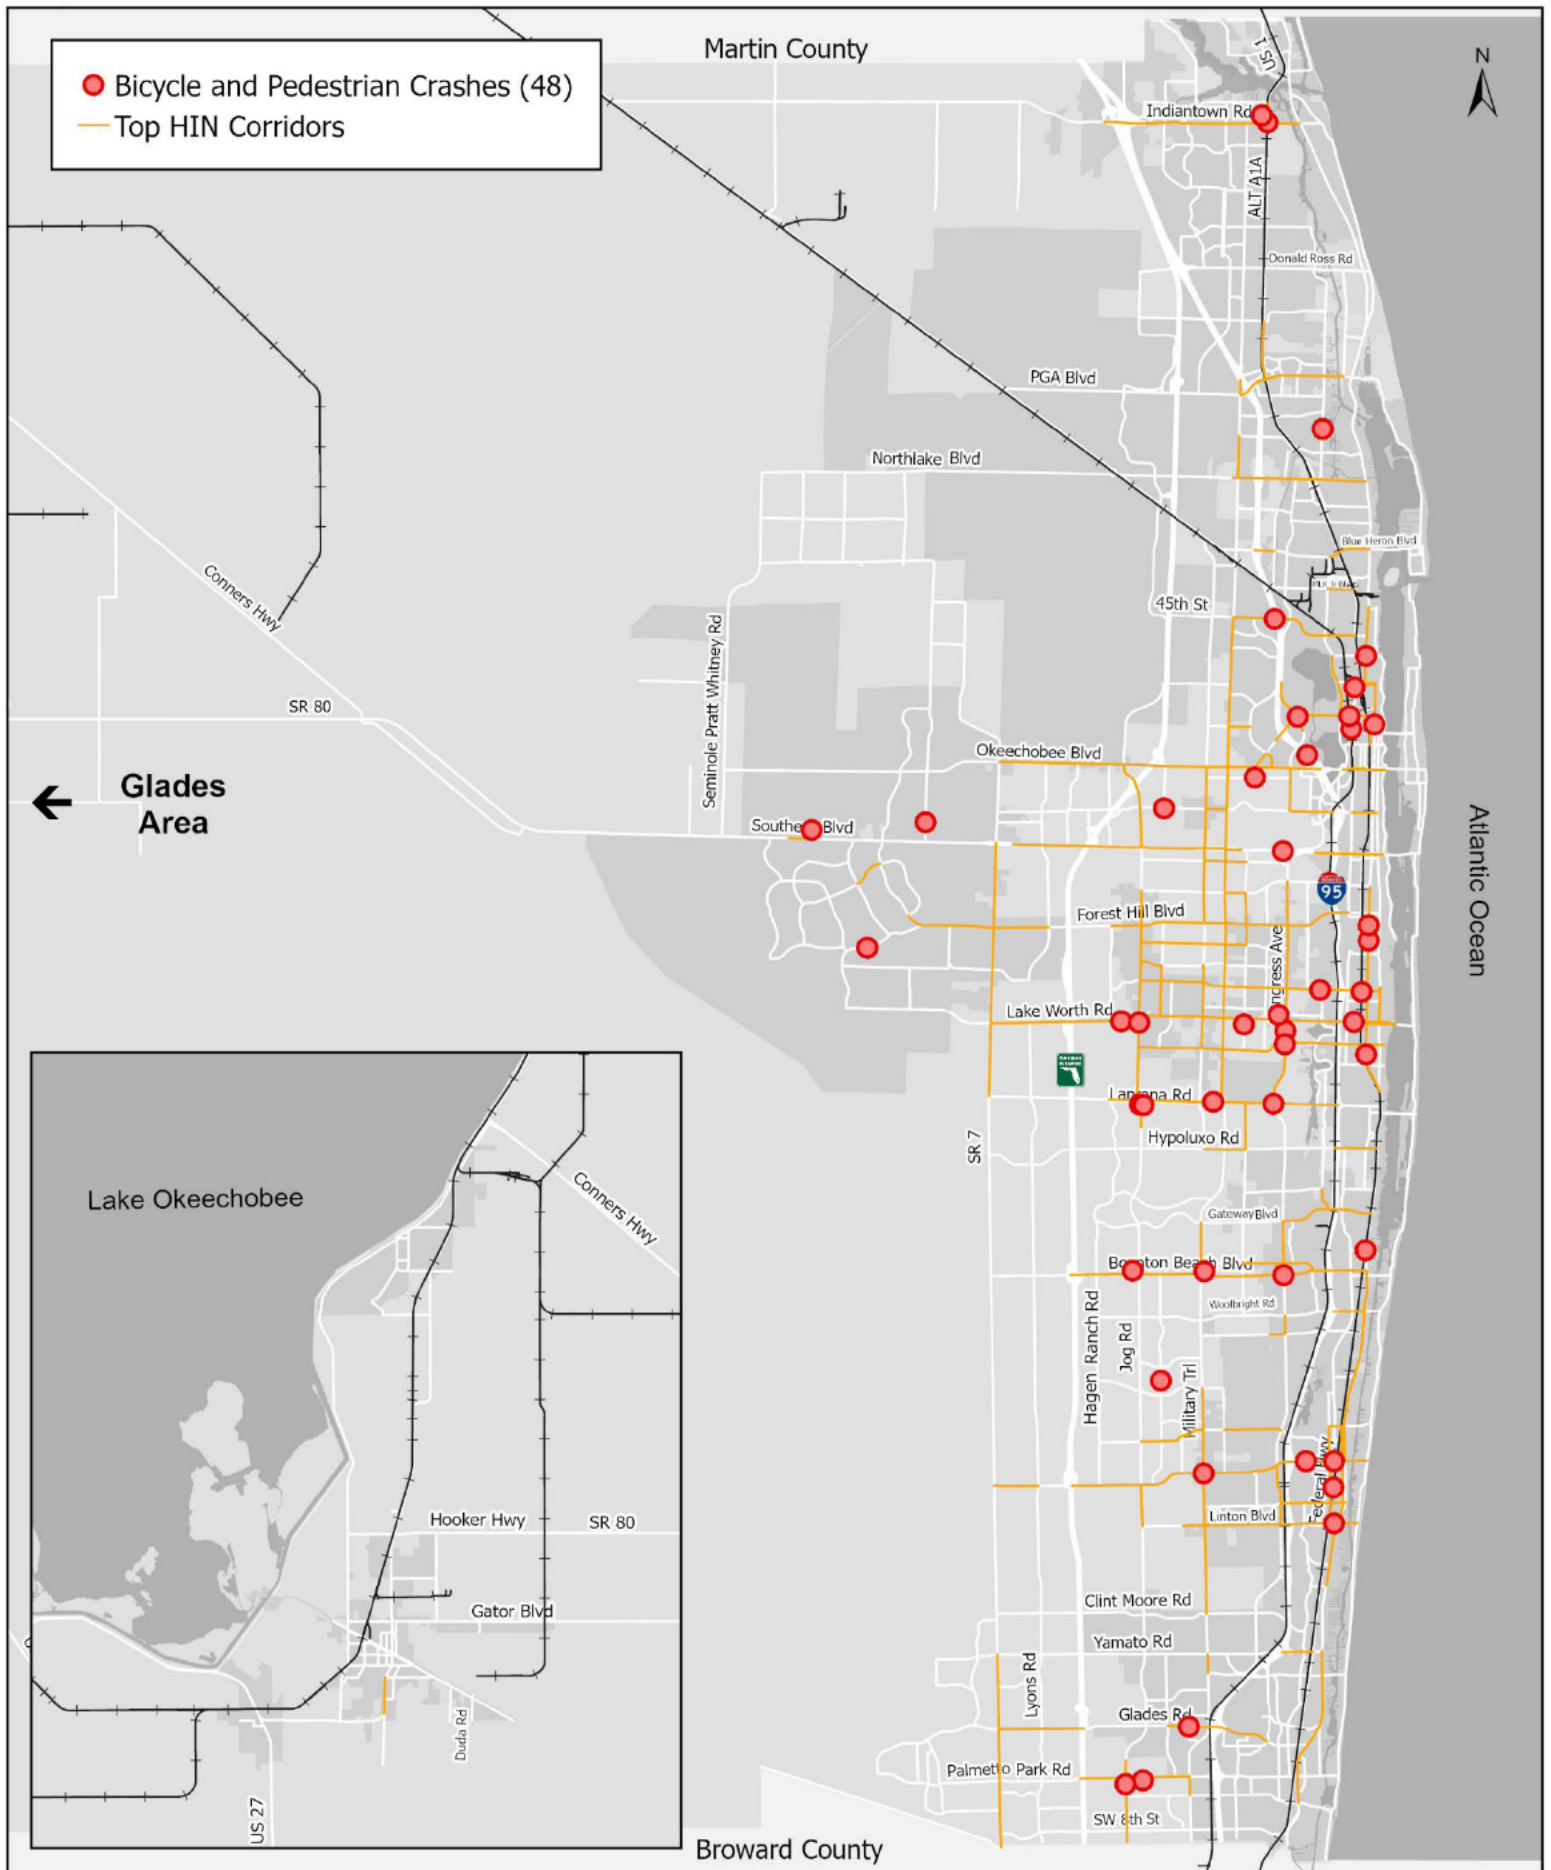 Martin County
Bicycle and Pedestrian Crashes (48)
Top HIN Corridors
N
US 1
Indiantown Rd
ALT A1A
Donald Ross Rd
PGA Blvd
Northlake Blvd
Blue Heron Blvd
Conners Hwy
45th St
Seminole Pratt Whitney Rd
SR 80
Okeechobee Blvd
Glades
Area
Southe Blvd
Atlantic Ocean
95
Forest Hill Blvd
ngress Ave
Lake Worth Rd
Lantana Rd
SR 7
Hypoluxo Rd
Lake Okeechobee
Conners Hwy
Gateway Blvd
Boynton Beach Blvd
Woolbright Rd
Hagen Ranch Rd
Jog Rd
Military Trl
Federal Hwy
Linton Blvd
Hooker Hwy
SR 80
Clint Moore Rd
Gator Blvd
Yamato Rd
Lyons Rd
Duda Rd
Glades Rd
Palmetto Park Rd
US 27
SW 8th St
Broward County